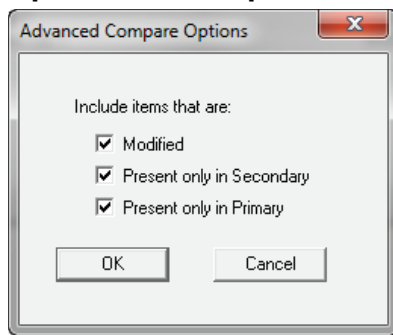 Advanced Compare Options
Include items that are:
Modified
Present only in Secondary
Present only in Primary
OK Cancel